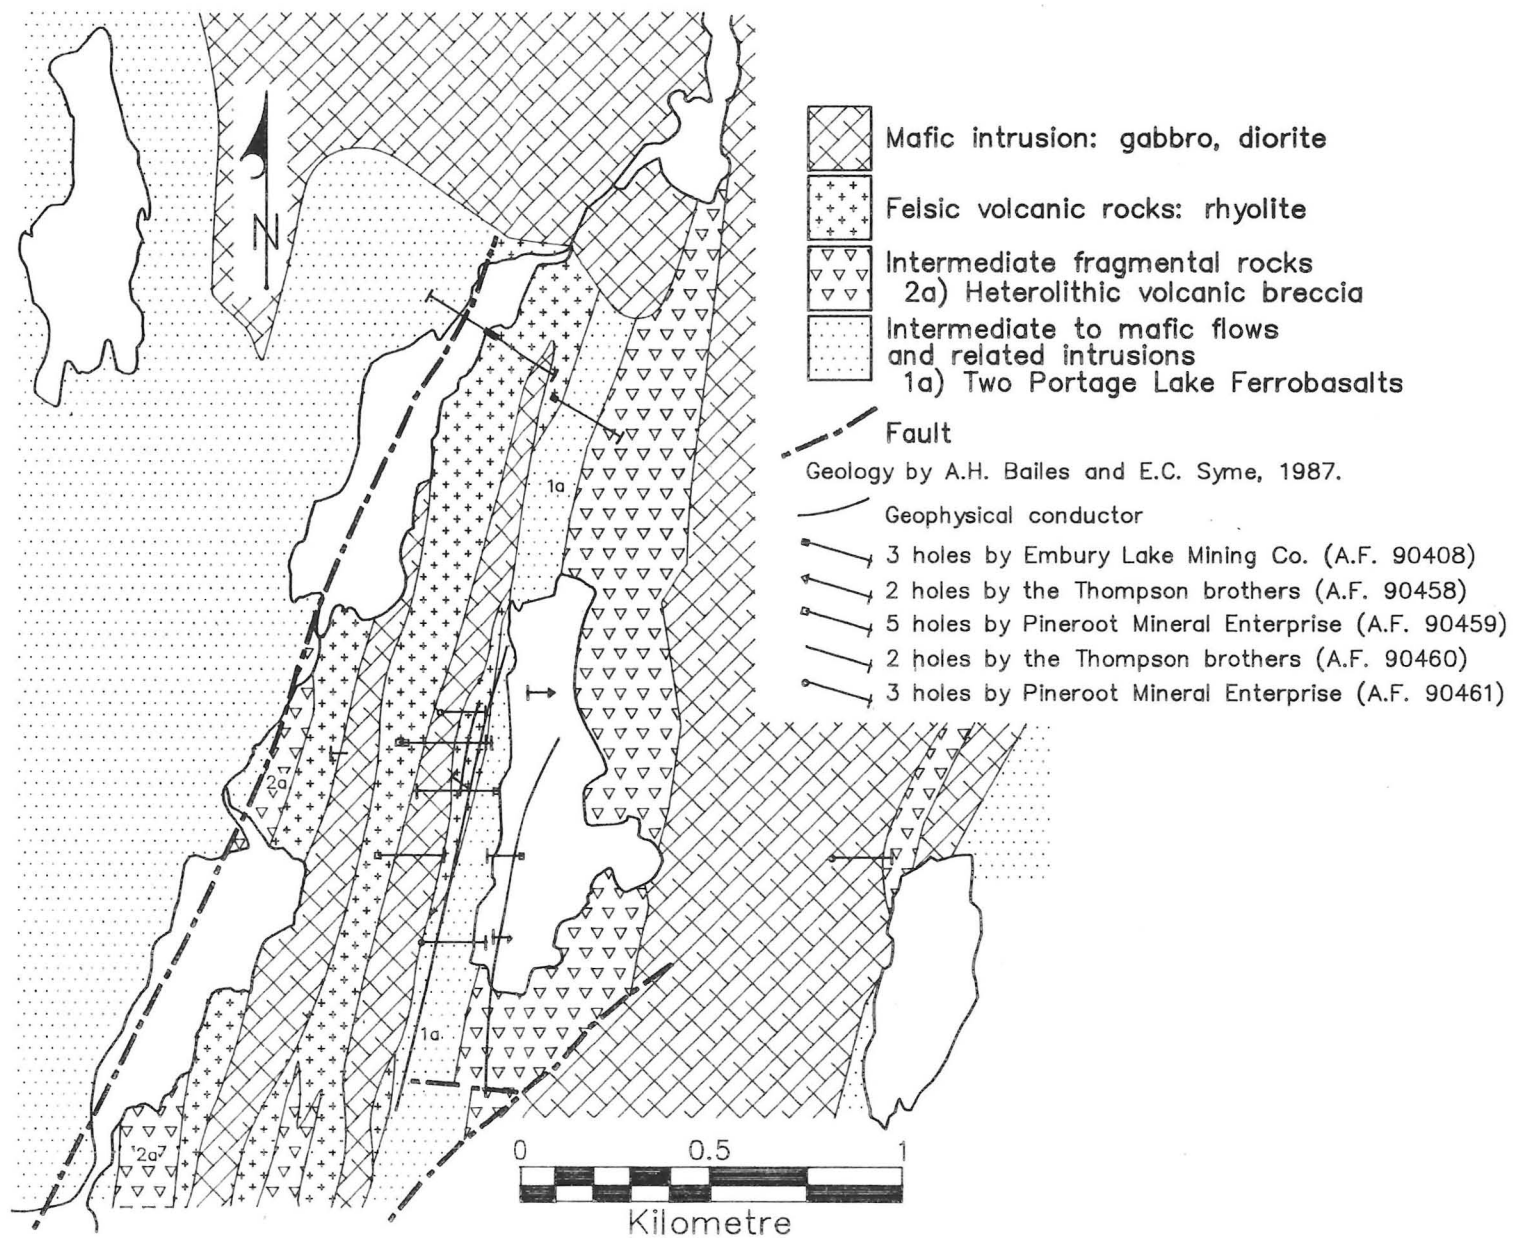 N
Mafic intrusion: gabbro, diorite
Felsic volcanic rocks: rhyolite
Intermediate fragmental rocks
2a) Heterolithic volcanic breccia
Intermediate to mafic flows
and related intrusions
1a) Two Portage Lake Ferrobasalts
Fault
Geology by A.H. Bailes and E.C. Syme, 1987.
Geophysical conductor
3 holes by Embury Lake Mining Co. (A.F. 90408)
2 holes by the Thompson brothers (A.F. 90458)
5 holes by Pineroot Mineral Enterprise (A.F. 90459)
2 holes by the Thompson brothers (A.F. 90460)
3 holes by Pineroot Mineral Enterprise (A.F. 90461)
1a
2a
1a
2a
0 0.5 1
Kilometre